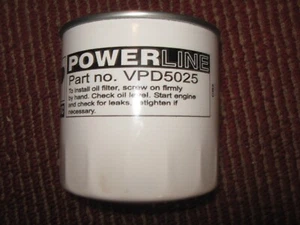 POWERLINE
Part no. VPD5025
To install oil filter, screw on firmly
by hand. Check oil level. Start engine
and check for leaks. Retighten if
necessary.